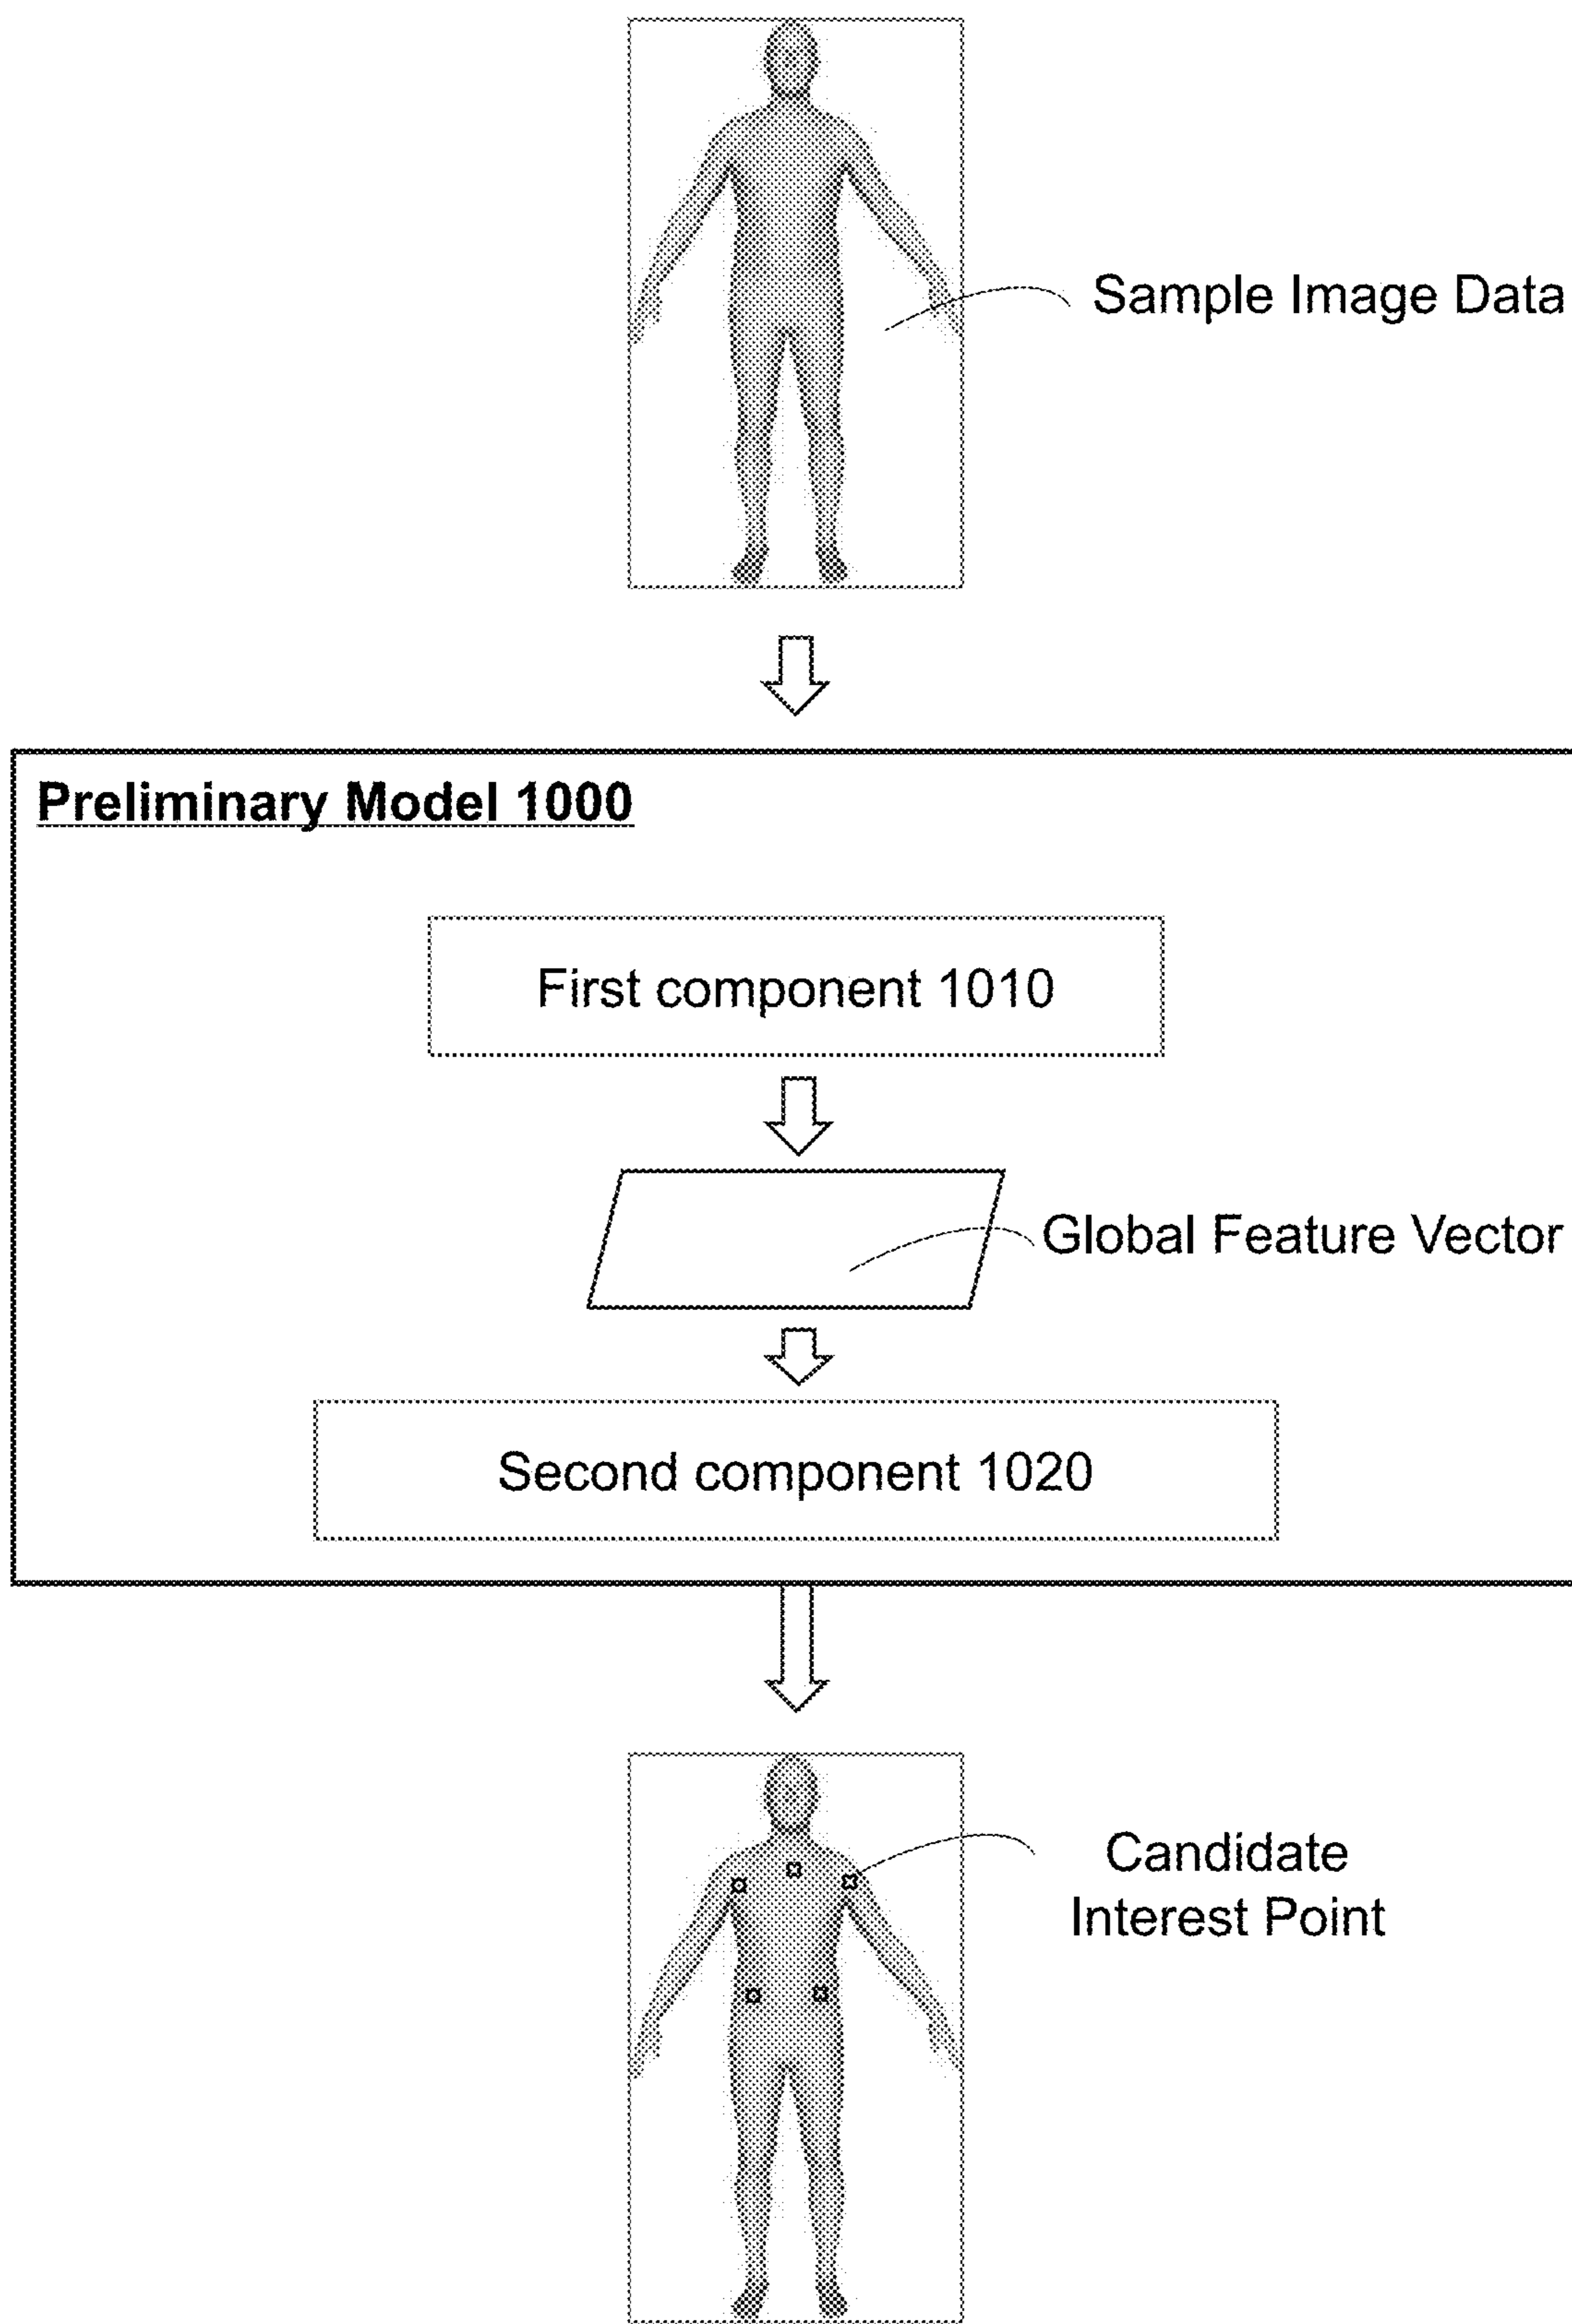 Sample Image Data
Preliminary Model 1000
First component 1010
Global Feature Vector
Second component 1020
Candidate
Interest Point